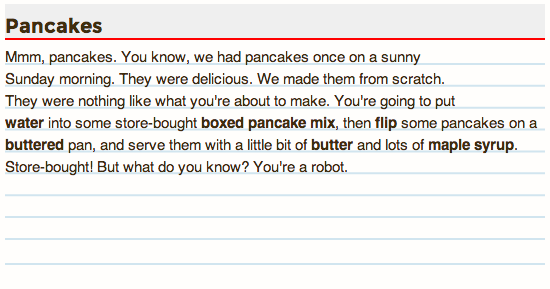 Pancakes
Mmm, pancakes. You know, we had pancakes once on a sunny
Sunday morning. They were delicious. We made them from scratch.
They were nothing like what you're about to make. You're going to put
water into some store-bought boxed pancake mix, then flip some pancakes on a
buttered pan, and serve them with a little bit of butter and lots of maple syrup.
Store-bought! But what do you know? You're a robot.